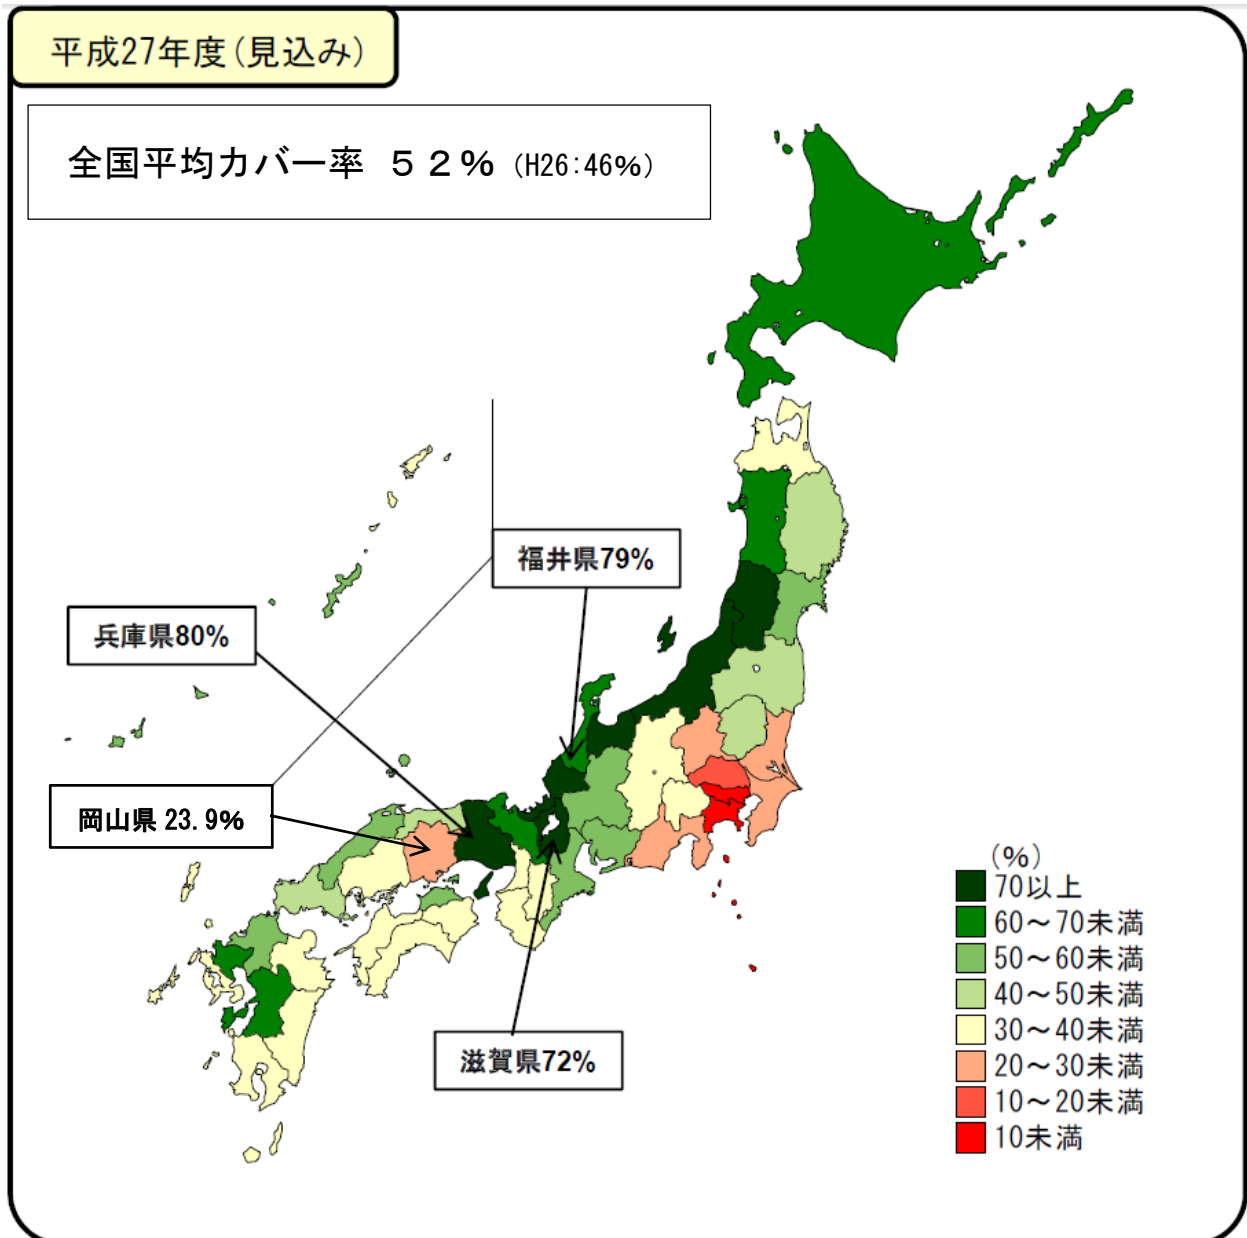 平成27年度(見込み)
全国平均カバー率 ５２％ (H26:46%)
福井県79%
兵庫県80%
岡山県 23.9%
滋賀県72%
(%)
70以上
60～70未満
50～60未満
40～50未満
30～40未満
20～30未満
10～20未満
10未満